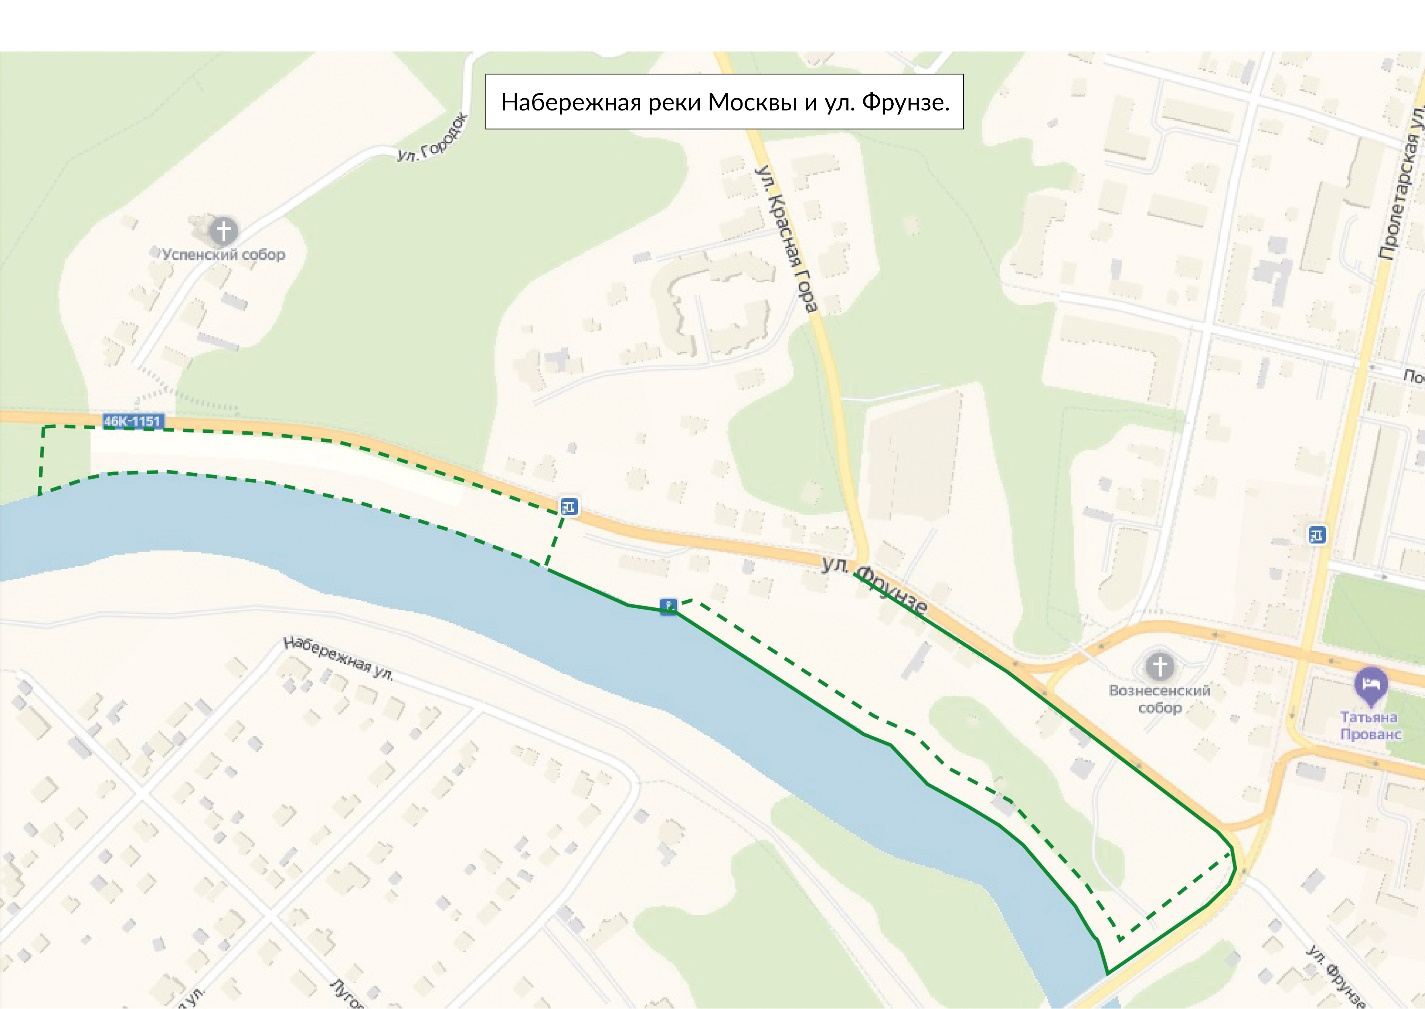 Набережная реки Москвы и ул. Фрунзе.
ул. Городок
Успенский собор
ул. Красная Гора
Пролетарская ул.
46К-1151
ул. Фрунзе
Набережная ул.
Вознесенский
собор
Татьяна
Прованс
ул. Фрунзе